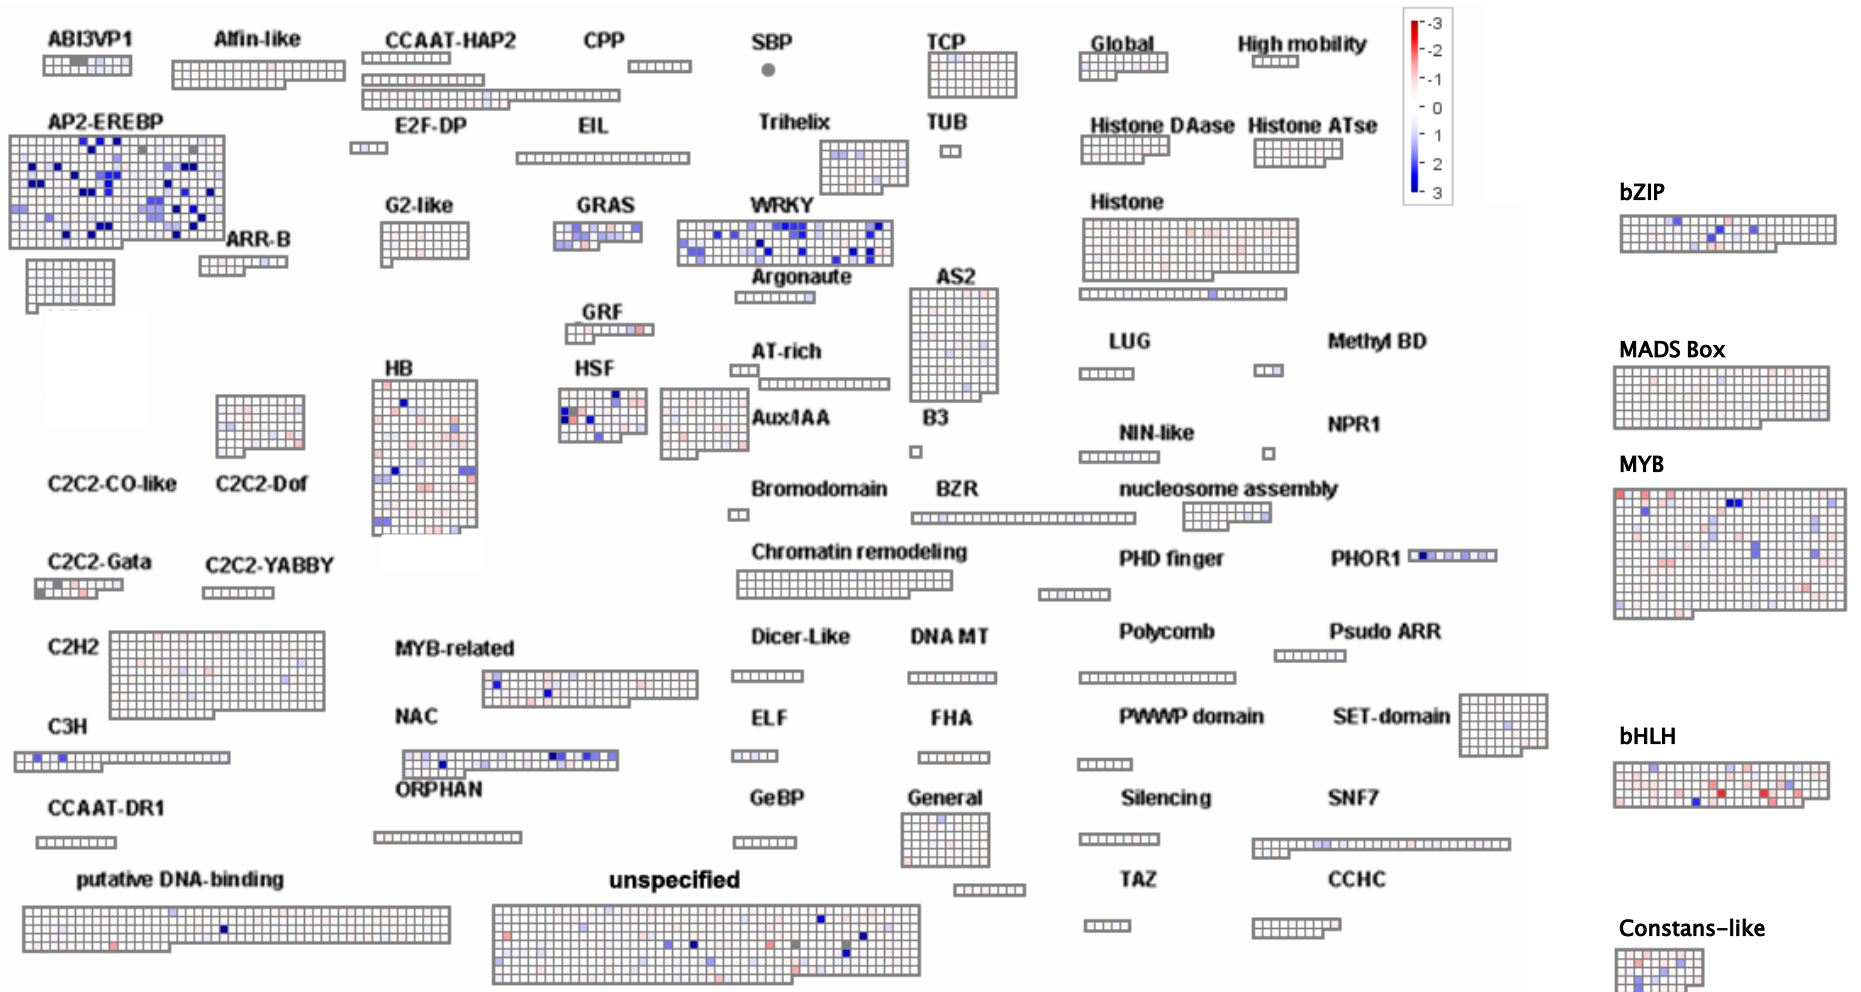 ABI3VP1
Alfin-like
CCAAT-HAP2
CPP
SBP
TCP
Global
High mobility
-3
-2
-1
0
1
2
3
AP2-EREBP
E2F-DP
EIL
Trihelix
TUB
Histone DAase
Histone ATse
bZIP
G2-like
GRAS
WRKY
Histone
ARR-B
Argonaute
AS2
GRF
AT-rich
LUG
Methyl BD
MADS Box
HB
HSF
Aux/IAA
B3
NIN-like
NPR1
MYB
C2C2-CO-like
C2C2-Dof
Bromodomain
BZR
nucleosome assembly
C2C2-Gata
C2C2-YABBY
Chromatin remodeling
PHD finger
PHOR1
C2H2
MYB-related
Dicer-Like
DNA MT
Polycomb
Psudo ARR
C3H
NAC
ELF
FHA
PWWP domain
SET-domain
bHLH
CCAAT-DR1
ORPHAN
GeBP
General
Silencing
SNF7
putative DNA-binding
unspecified
TAZ
CCHC
Constans-like